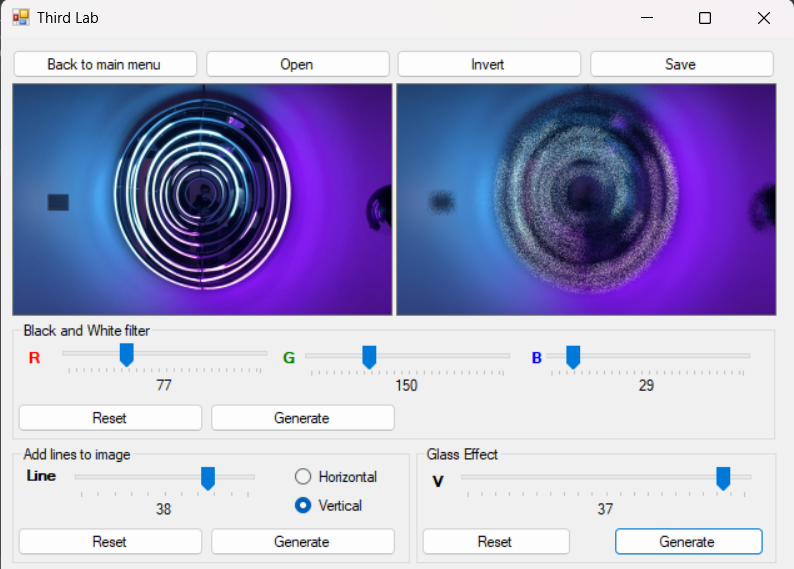 Third Lab
Back to main menu Open Invert Save
Black and White filter
R G B
77 150 29
Reset Generate
Add lines to image Glass Effect
Line Horizontal V
Vertical
38 37
Reset Generate Reset Generate